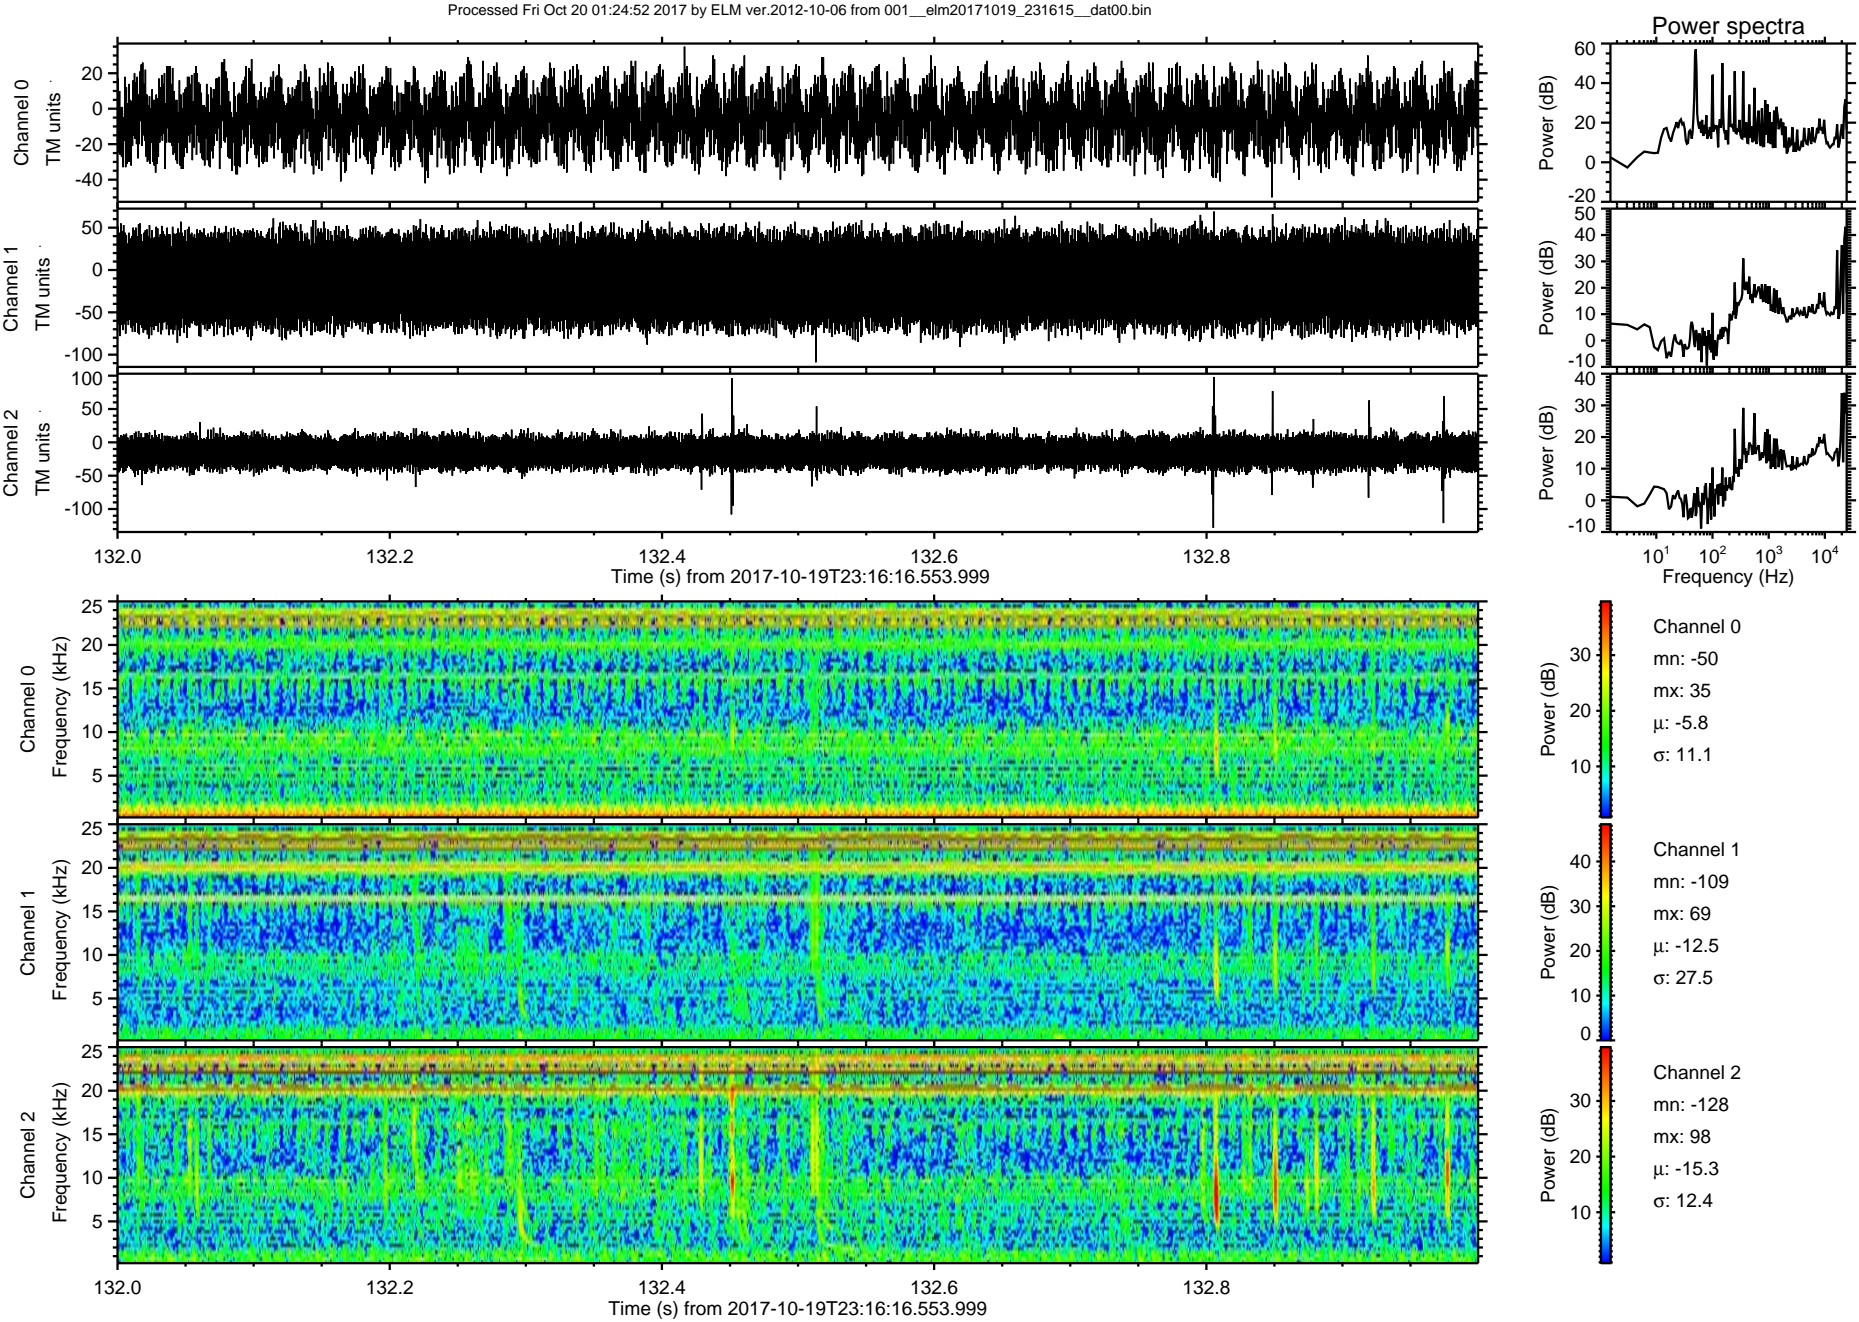 Processed Fri Oct 20 01:24:52 2017 by ELM ver.2012-10-06 from 001__elm20171019_231615__dat00.bin
Power spectra
Channel 0
TM units
20
0
-20
-40
Power (dB)
60
40
20
0
-20
Channel 1
TM units
50
0
-50
-100
Power (dB)
50
40
30
20
10
0
-10
Channel 2
TM units
100
50
0
-50
-100
Power (dB)
40
30
20
10
0
-10
132.0 132.2 132.4 132.6 132.8
Time (s) from 2017-10-19T23:16:16.553.999
10¹ 10² 10³ 10⁴
Frequency (Hz)
Channel 0
Frequency (kHz)
25
20
15
10
5
Power (dB)
30
20
10
Channel 0
mn: -50
mx: 35
μ: -5.8
σ: 11.1
Channel 1
Frequency (kHz)
25
20
15
10
5
Power (dB)
40
30
20
10
0
Channel 1
mn: -109
mx: 69
μ: -12.5
σ: 27.5
Channel 2
Frequency (kHz)
25
20
15
10
5
Power (dB)
30
20
10
Channel 2
mn: -128
mx: 98
μ: -15.3
σ: 12.4
132.0 132.2 132.4 132.6 132.8
Time (s) from 2017-10-19T23:16:16.553.999